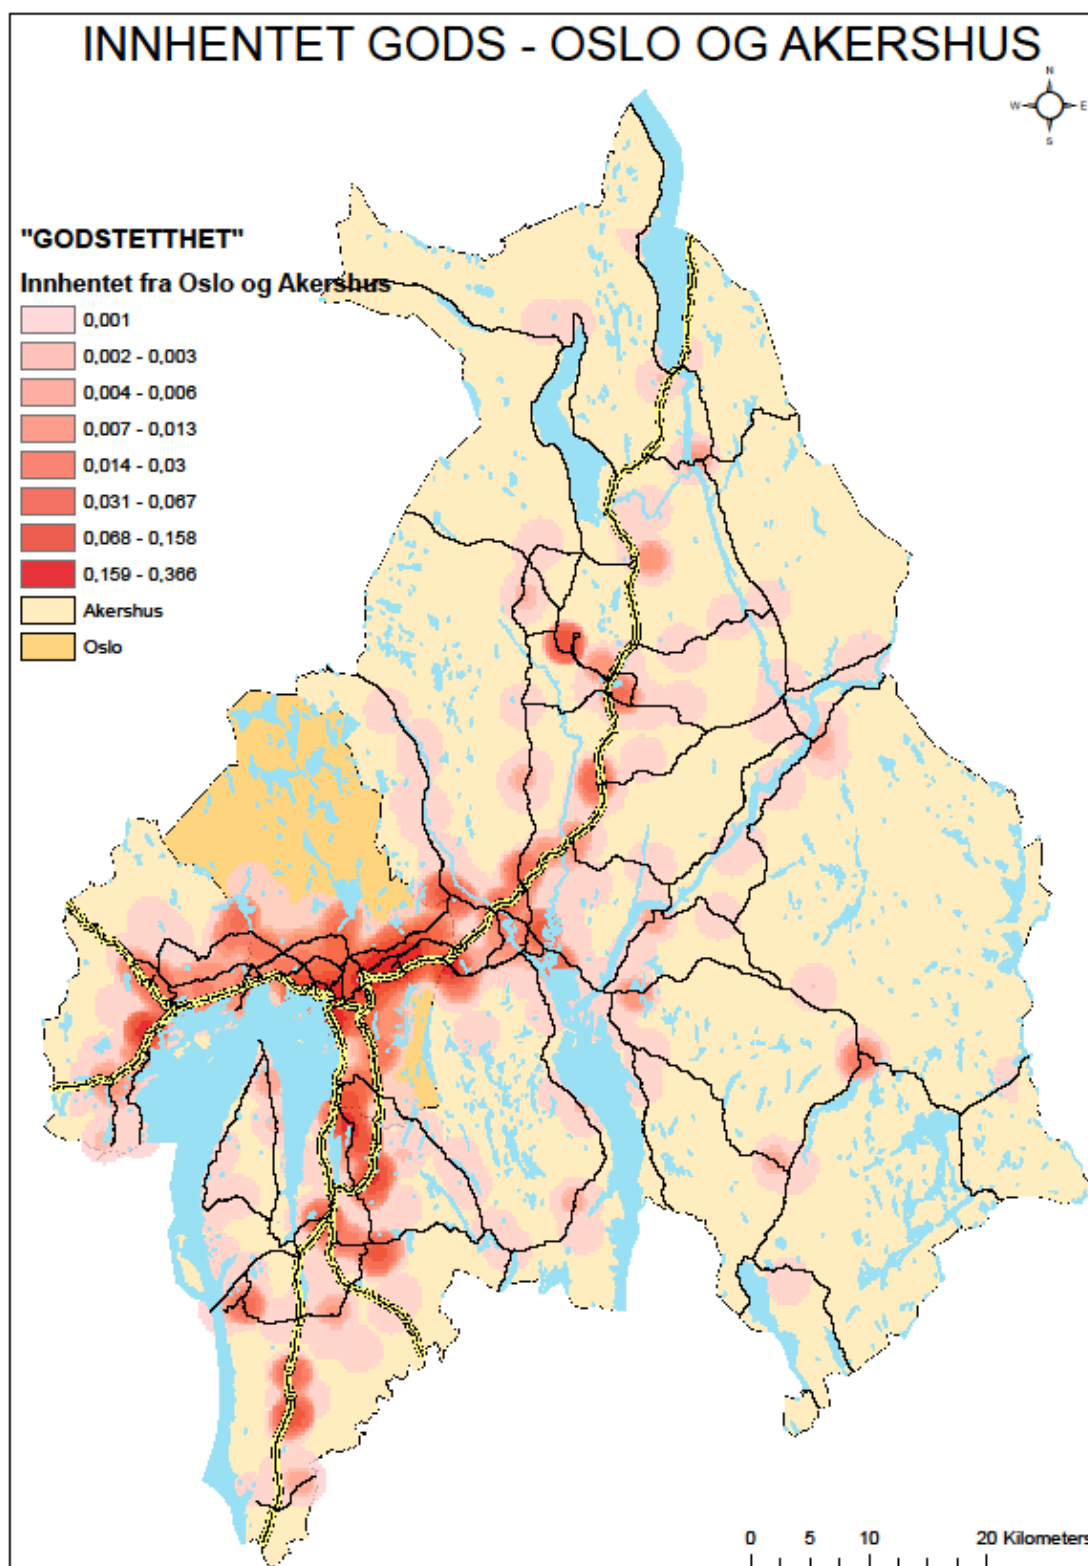 INNHENTET GODS - OSLO OG AKERSHUS
N
W E
S
"GODSTETTHET"
Innhentet fra Oslo og Akershus
0,001
0,002 - 0,003
0,004 - 0,006
0,007 - 0,013
0,014 - 0,03
0,031 - 0,067
0,068 - 0,158
0,159 - 0,366
Akershus
Oslo
0 5 10 20 Kilometers